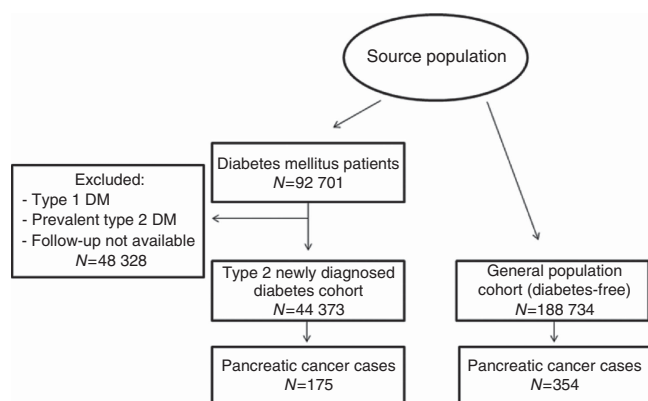 Source population
Diabetes mellitus patients
N=92 701
Excluded:
- Type 1 DM
- Prevalent type 2 DM
- Follow-up not available
N=48 328
Type 2 newly diagnosed
diabetes cohort
N=44 373
General population
cohort (diabetes-free)
N=188 734
Pancreatic cancer cases
N=175
Pancreatic cancer cases
N=354